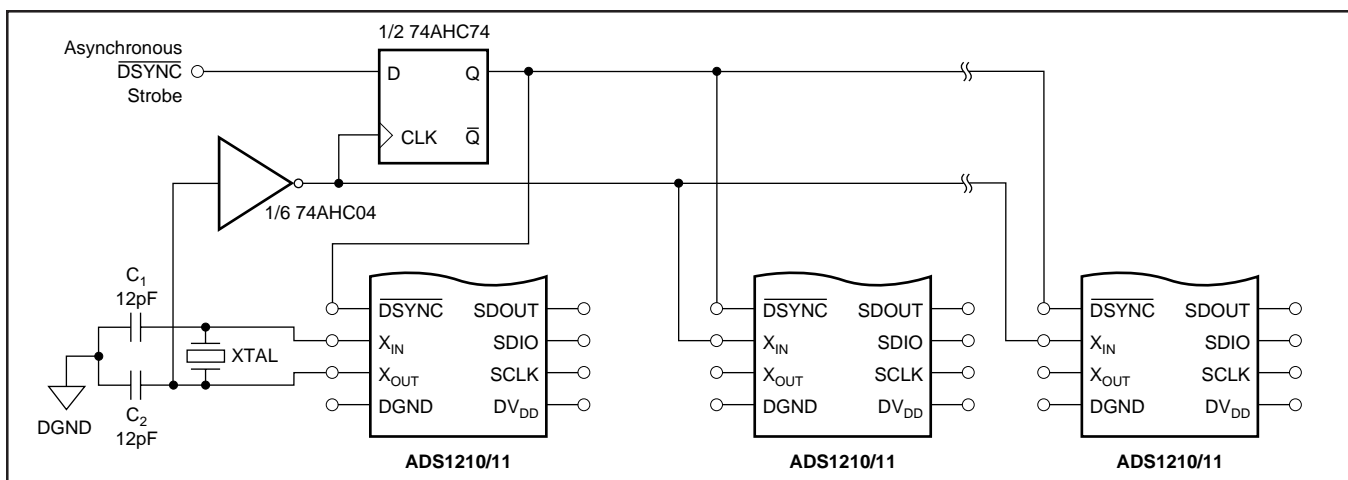 1/2 74AHC74
Asynchronous
DSYNC
Strobe
D Q
CLK Q
1/6 74AHC04
C1
12pF
XTAL
C2
12pF
DGND
DSYNC SDOUT
XIN SDIO
XOUT SCLK
DGND DVDD
ADS1210/11
DSYNC SDOUT
XIN SDIO
XOUT SCLK
DGND DVDD
ADS1210/11
DSYNC SDOUT
XIN SDIO
XOUT SCLK
DGND DVDD
ADS1210/11